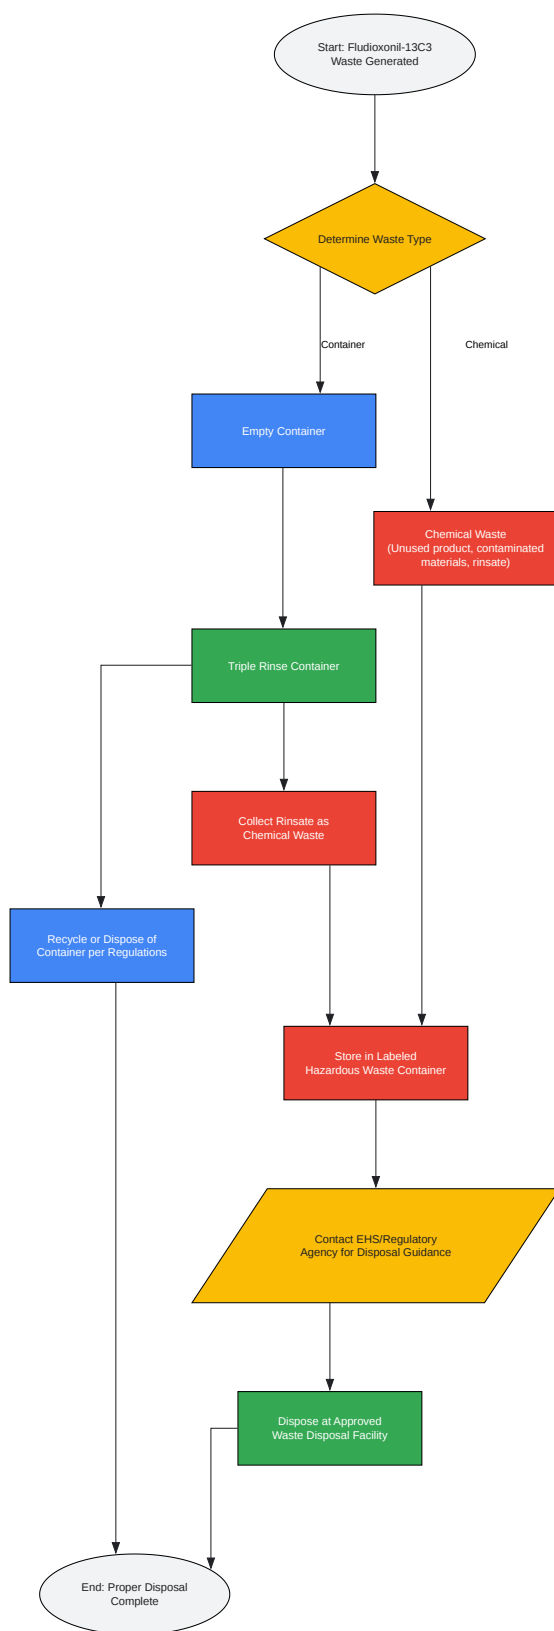 Start: Fludioxonil-13C3
Waste Generated
Determine Waste Type
Container
Chemical
Empty Container
Chemical Waste
(Unused product, contaminated
materials, rinsate)
Triple Rinse Container
Collect Rinsate as
Chemical Waste
Recycle or Dispose of
Container per Regulations
Store in Labeled
Hazardous Waste Container
Contact EHS/Regulatory
Agency for Disposal Guidance
Dispose at Approved
Waste Disposal Facility
End: Proper Disposal
Complete